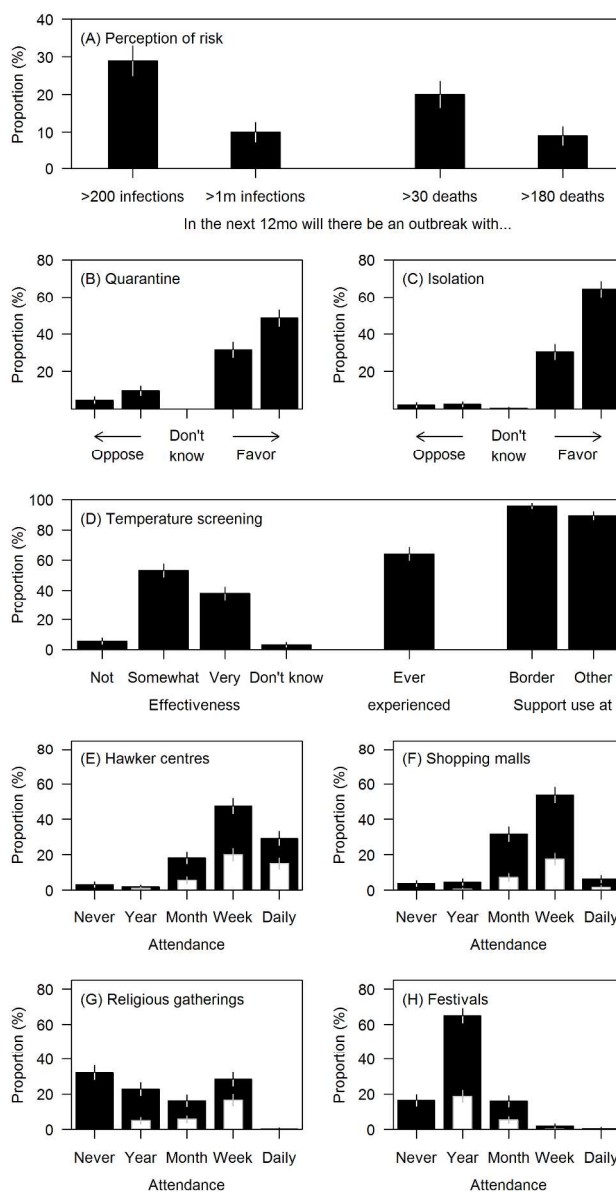 (A) Perception of risk
Proportion (%)
40
30
20
10
0
>200 infections >1m infections >30 deaths >180 deaths
In the next 12mo will there be an outbreak with...
(B) Quarantine
Proportion (%)
80
60
40
20
Oppose Don't know Favor
(C) Isolation
Proportion (%)
80
60
40
20
Oppose Don't know Favor
(D) Temperature screening
Proportion (%)
100
80
60
40
20
0
Not Somewhat Very Don't know Ever Border Other
Effectiveness experienced Support use at
(E) Hawker centres
Proportion (%)
80
60
40
20
0
Never Year Month Week Daily
Attendance
(F) Shopping malls
Proportion (%)
80
60
40
20
0
Never Year Month Week Daily
Attendance
(G) Religious gatherings
Proportion (%)
80
60
40
20
0
Never Year Month Week Daily
Attendance
(H) Festivals
Proportion (%)
80
60
40
20
0
Never Year Month Week Daily
Attendance